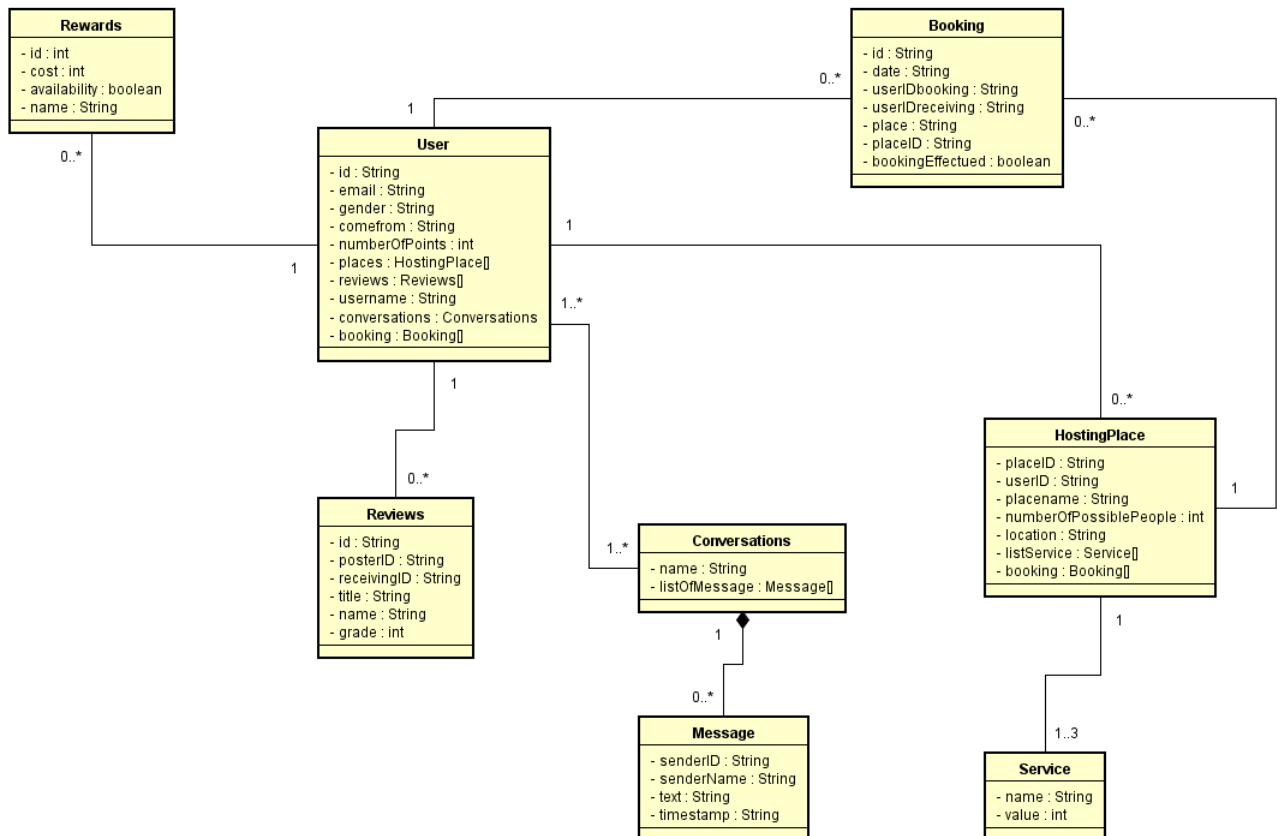 Rewards
- id : int
- cost : int
- availability : boolean
- name : String
0..*
1
Booking
- id : String
- date : String
- userIDbooking : String
- userIDreceiving : String
- place : String
- placeID : String
- bookingEffectued : boolean
0..*
0..*
1
User
- id : String
- email : String
- gender : String
- comefrom : String
- numberOfPoints : int
- places : HostingPlace[]
- reviews : Reviews[]
- username : String
- conversations : Conversations
- booking : Booking[]
1
1..*
1
0..*
0..*
Reviews
- id : String
- posterID : String
- receivingID : String
- title : String
- name : String
- grade : int
1..*
Conversations
- name : String
- listOfMessage : Message[]
1
0..*
Message
- senderID : String
- senderName : String
- text : String
- timestamp : String
HostingPlace
- placeID : String
- userID : String
- placename : String
- numberOfPossiblePeople : int
- location : String
- listService : Service[]
- booking : Booking[]
1
1
1..3
Service
- name : String
- value : int